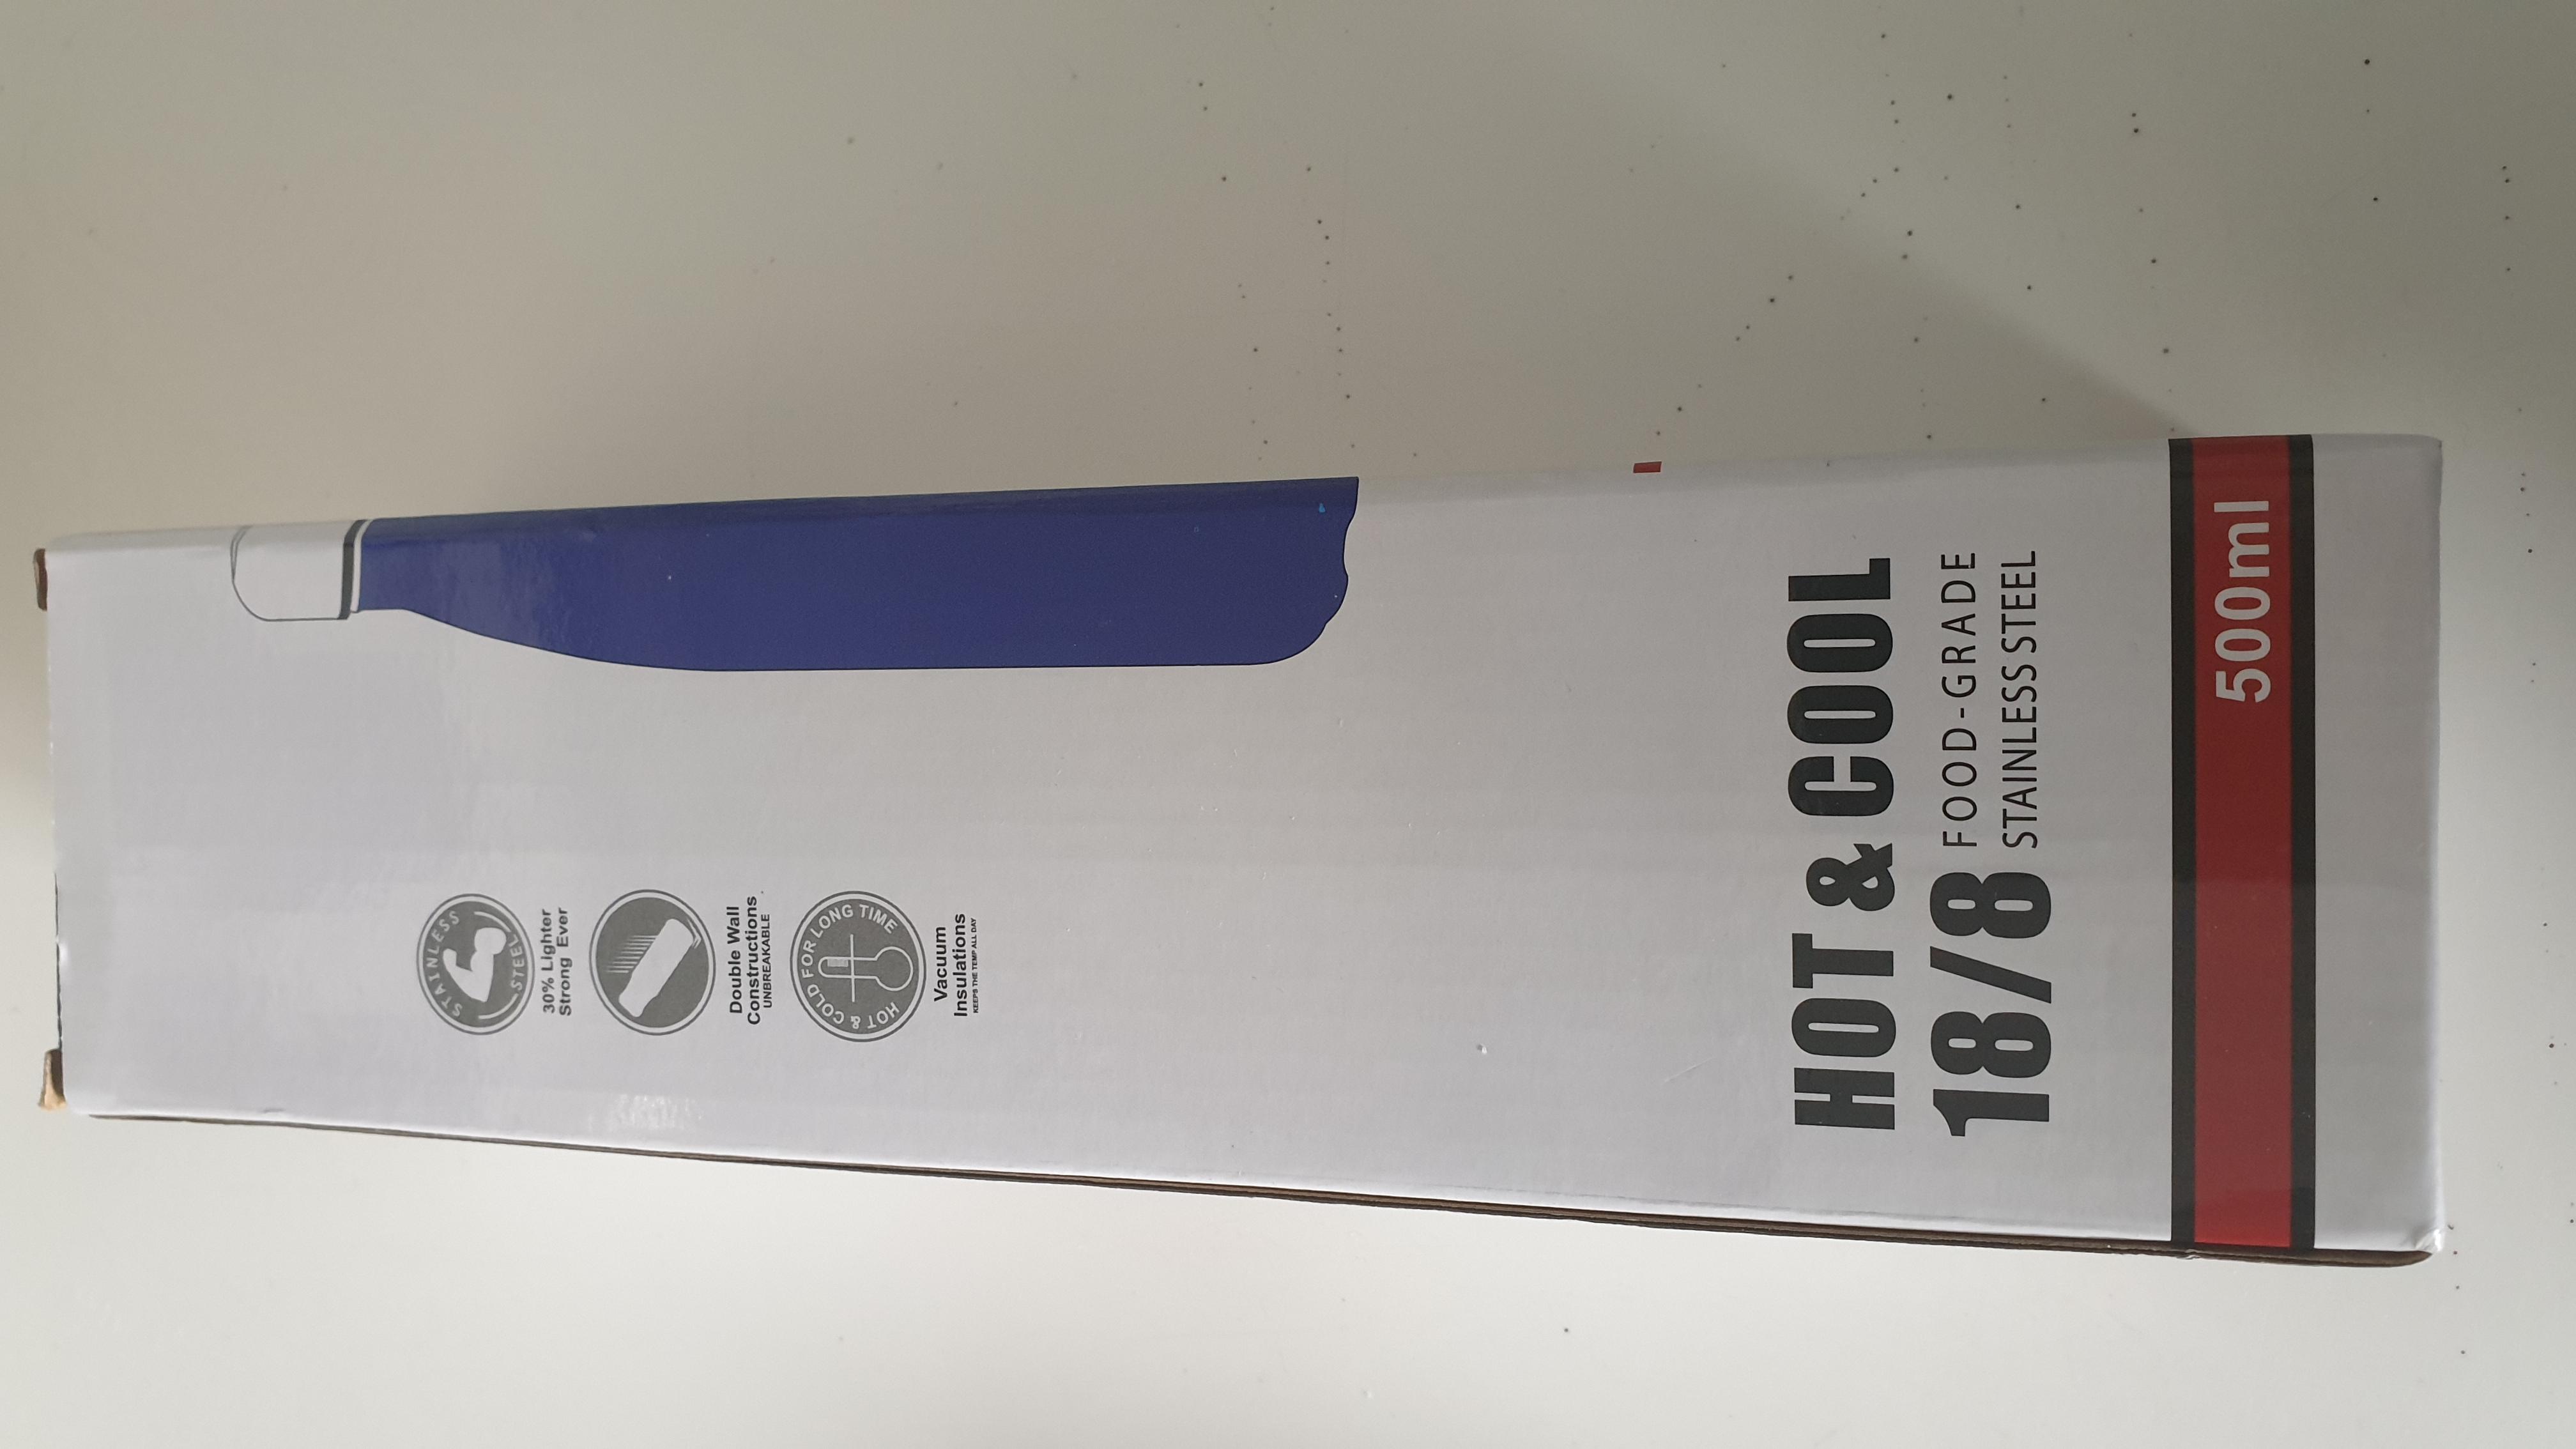 STAINLESS
STEEL
30% Lighter
Strong Ever
Double Wall
Constructions
UNBREAKABLE
HOT & COLD FOR LONG TIME
Vacuum
Insulations
KEEPS THE TEMP ALL DAY
HOT & COOL
18/8 FOOD-GRADE
STAINLESS STEEL
500ml